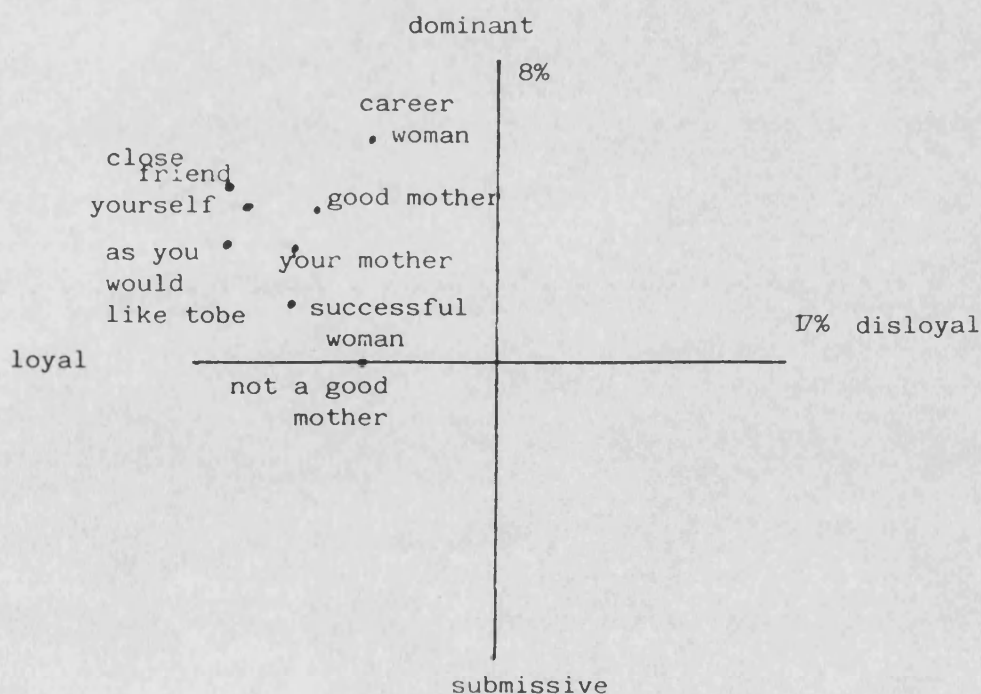 dominant
8%
career
woman
close
friend
yourself
good mother
as you
would
like tobe
your mother
successful
woman
17% disloyal
loyal
not a good
mother
submissive